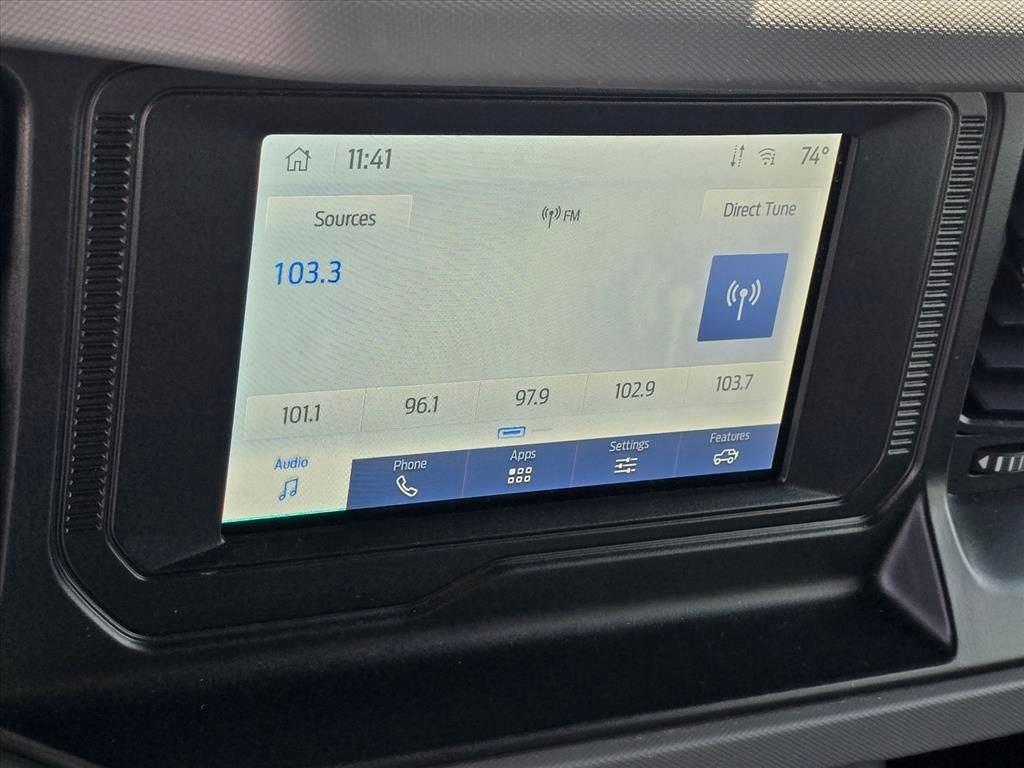 11:41 74°
Sources FM Direct Tune
103.3
101.1 96.1 97.9 102.9 103.7
Audio Phone Apps Settings Features